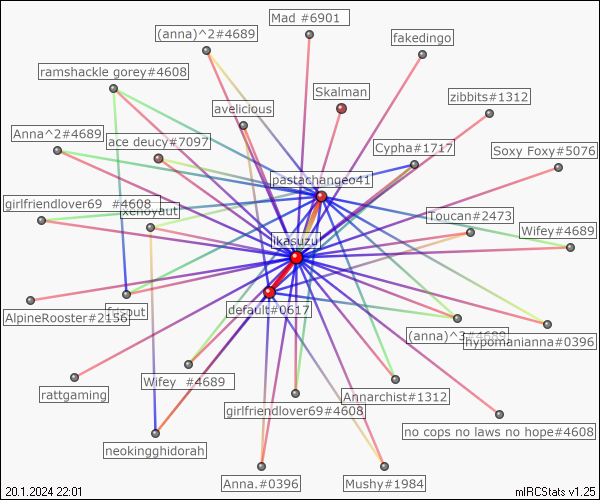 Mad #6901
(anna)^2#4689
fakedingo
ramshackle gorey#4608
Skalman
zibbits#1312
avelicious
Anna^2#4689
ace deucy#7097
Cypha#1717
Soxy Foxy#5076
pastachangeo41
girlfriendlover69 #4608
xenoyaut
Toucan#2473
Wifey#4689
jikasuzu
AlpineRooster#2156
default#0617
(anna)^3#4689
hypomanianna#0396
rattgaming
Wifey #4689
Annarchist#1312
girlfriendlover69#4608
no cops no laws no hope#4608
neokingghidorah
Anna.#0396
Mushy#1984
20.1.2024 22:01
mIRCStats v1.25